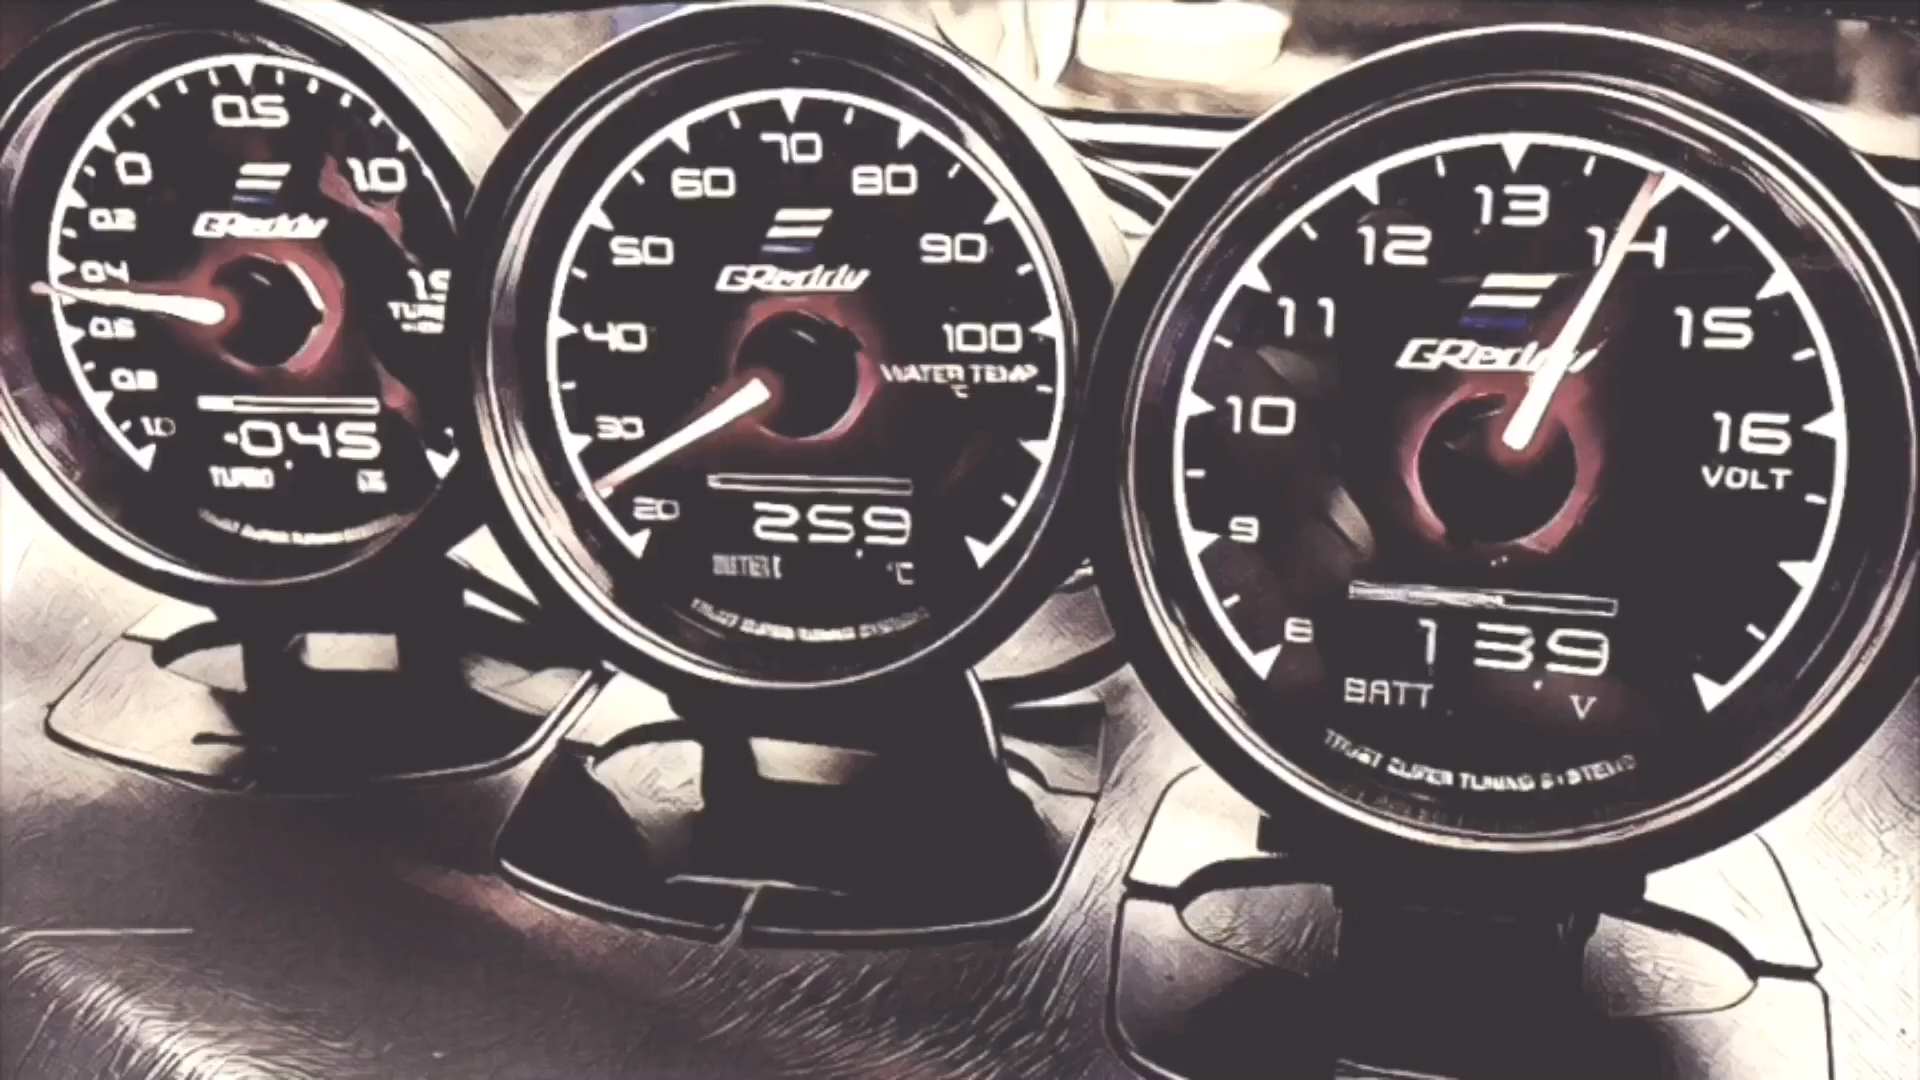 0.5
0
1.0
0.2
0.4
0.6
0.8
1.0
GReddy
-0.45
TURBO
70
60
80
50
90
40
100
30
20
GReddy
WATER TEMP
°C
25.9
°C
TRUST SUPER TUNING SYSTEMS
13
12
14
11
15
10
16
9
8
GReddy
VOLT
13.9
BATT
V
TRUST SUPER TUNING SYSTEMS